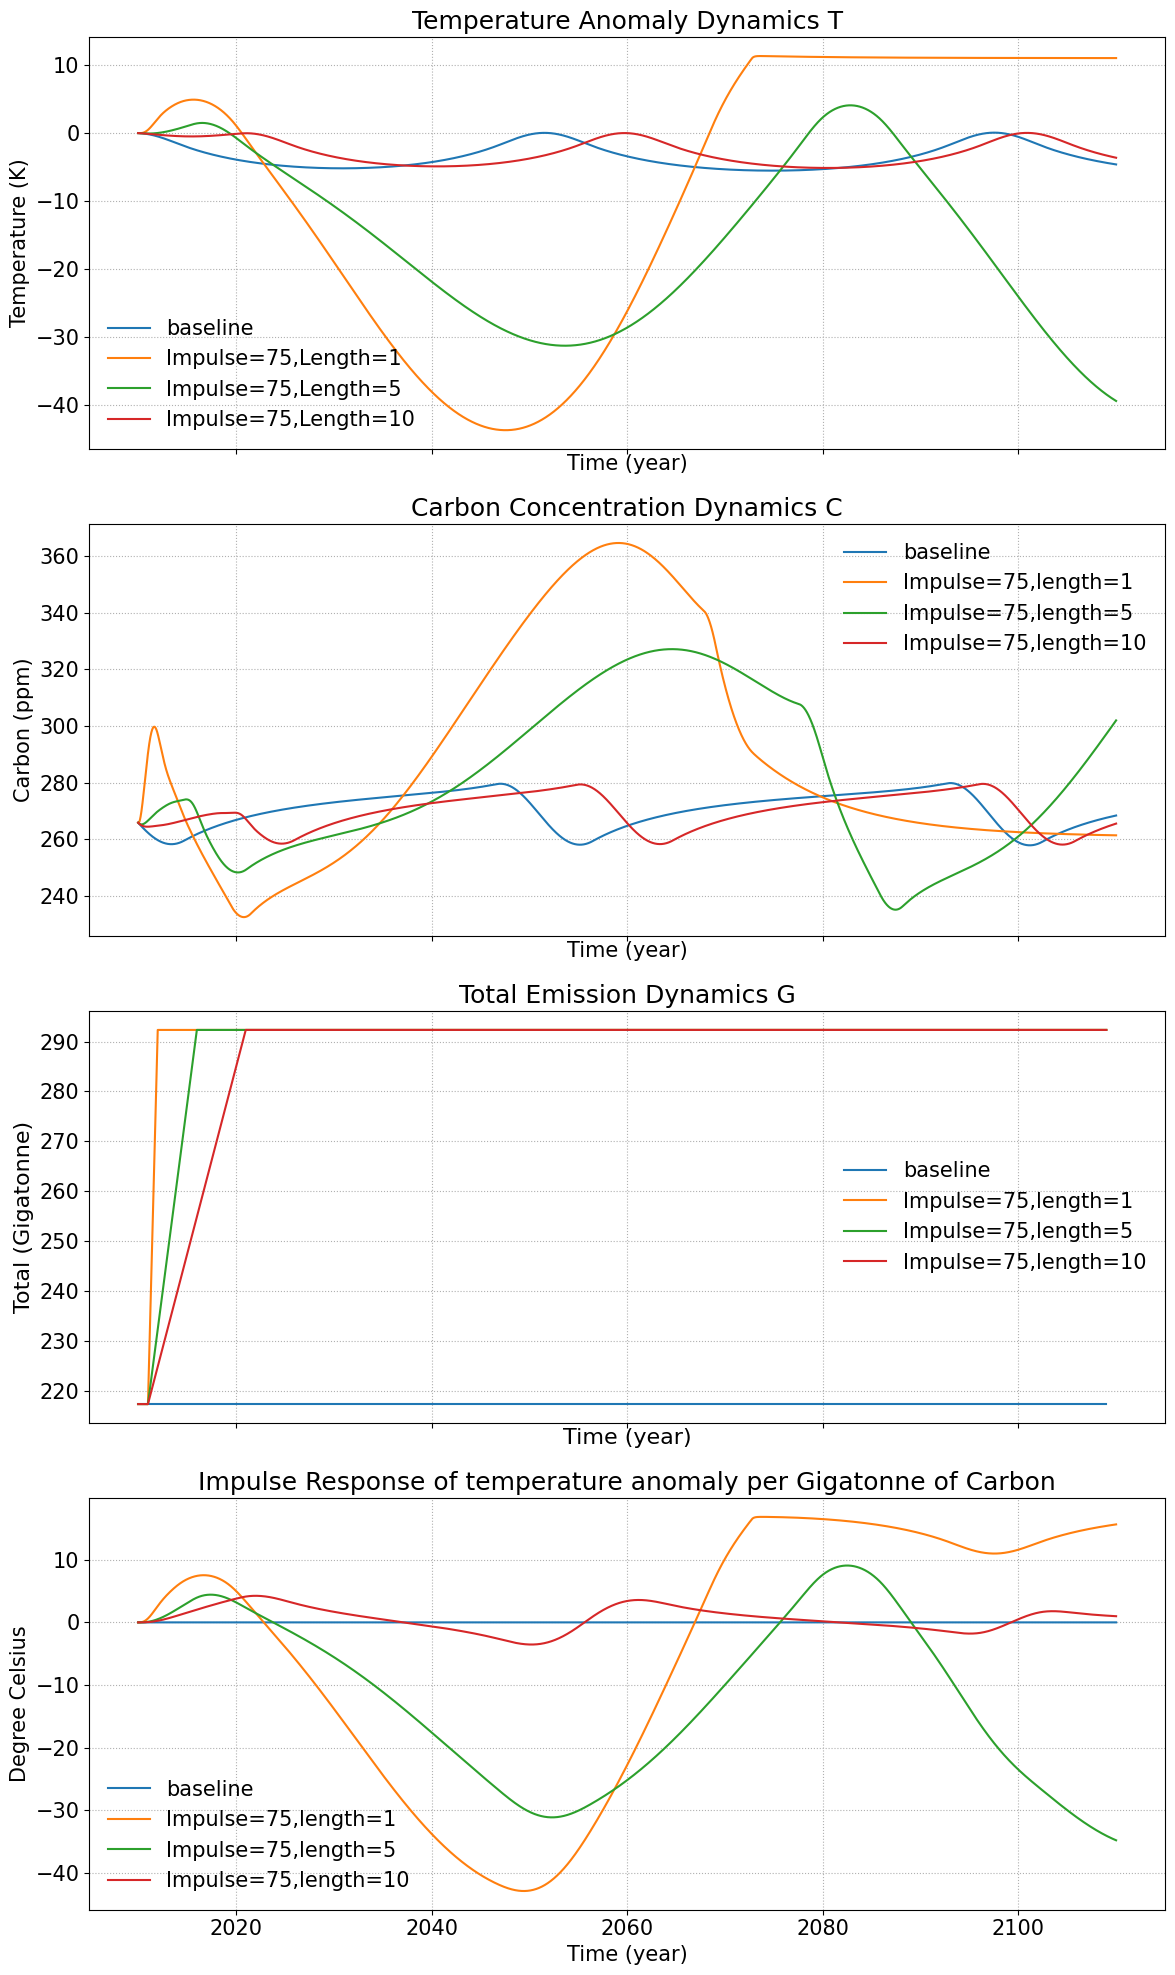 Temperature Anomaly Dynamics T
10
0
−10
−20
−30
−40
Temperature (K)
baseline
Impulse=75,Length=1
Impulse=75,Length=5
Impulse=75,Length=10
Time (year)
Carbon Concentration Dynamics C
360
340
320
300
280
260
240
Carbon (ppm)
baseline
Impulse=75,length=1
Impulse=75,length=5
Impulse=75,length=10
Time (year)
Total Emission Dynamics G
290
280
270
260
250
240
230
220
Total (Gigatonne)
baseline
Impulse=75,length=1
Impulse=75,length=5
Impulse=75,length=10
Time (year)
Impulse Response of temperature anomaly per Gigatonne of Carbon
10
0
−10
−20
−30
−40
Degree Celsius
baseline
Impulse=75,length=1
Impulse=75,length=5
Impulse=75,length=10
2020 2040 2060 2080 2100
Time (year)